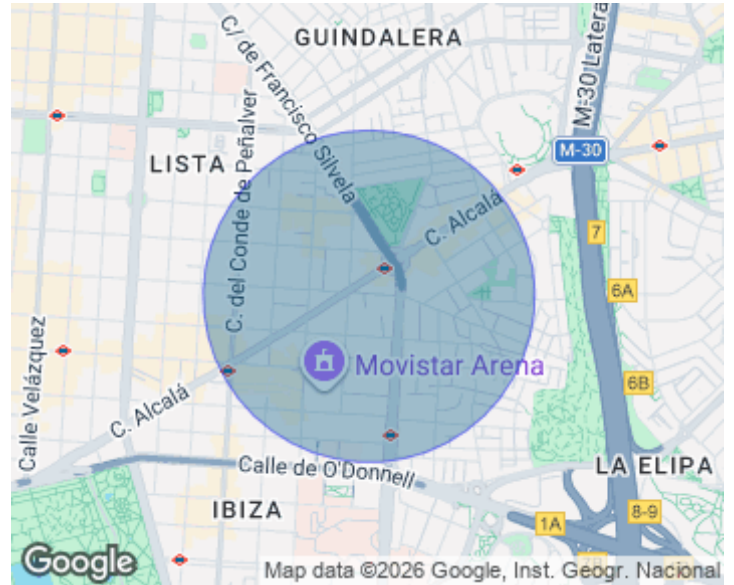 GUINDALERA
C/ de Francisco Silvela
M-30 Lateral
M-30
LISTA
C. del Conde de Peñalver
C. Alcalá
7
6A
Movistar Arena
6B
Calle Velázquez
C. Alcalá
Calle de O'Donnell
LA ELIPA
IBIZA
8-9
1A
Google
Map data ©2026 Google, Inst. Geogr. Nacional